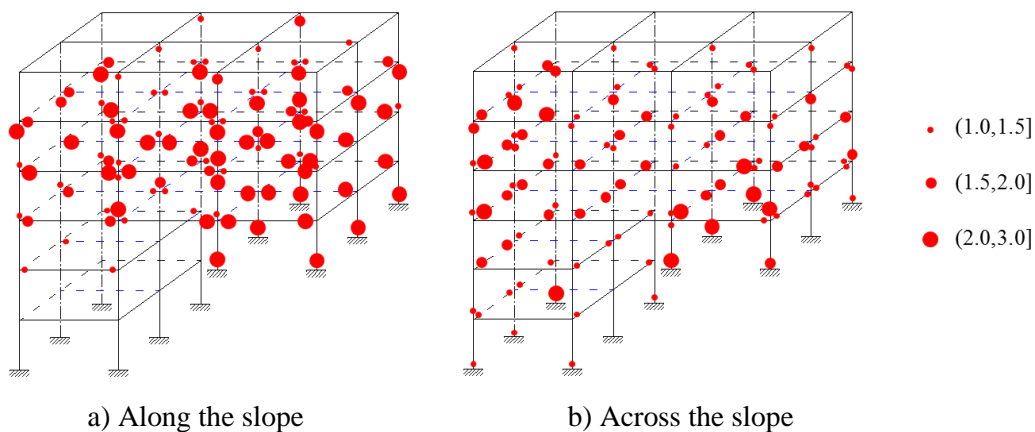 (1.0,1.5]
(1.5,2.0]
(2.0,3.0]
a) Along the slope
b) Across the slope